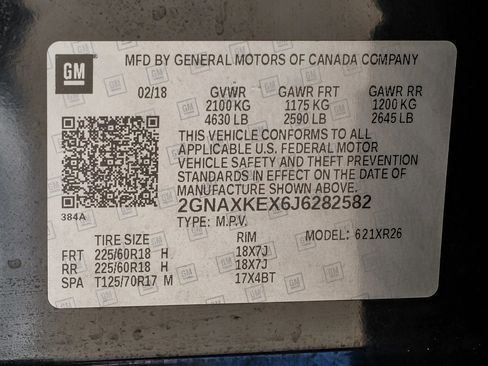 GM MFD BY GENERAL MOTORS OF CANADA COMPANY
02/18 GVWR GAWR FRT GAWR RR
2100 KG 1175 KG 1200 KG
4630 LB 2590 LB 2645 LB
THIS VEHICLE CONFORMS TO ALL
APPLICABLE U.S. FEDERAL MOTOR
VEHICLE SAFETY AND THEFT PREVENTION
STANDARDS IN EFFECT ON THE DATE OF
MANUFACTURE SHOWN ABOVE.
384A 2GNAXKEX6J6282582
TYPE: M.P.V. MODEL: 621XR26
TIRE SIZE RIM
FRT 225/60R18 H 18X7J
RR 225/60R18 H 18X7J
SPA T125/70R17 M 17X4BT